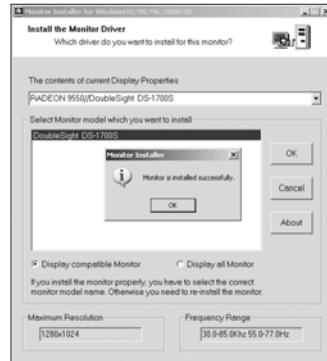 Monitor Installer for Windows95/98/Me/2000/XP
Install the Monitor Driver
Which driver do you want to install for this monitor?
The contents of current Display Properties
RADEON 9550//DoubleSight DS-1700S
Select Monitor model which you want to install
DoubleSight DS-1700S
Monitor Installer
Monitor is installed successfully.
OK
OK
Cancel
About
Display compatible Monitor
Display all Monitor
If you install the monitor properly, you have to select the correct
monitor model name. Otherwise you need to re-install the monitor.
Maximum Resolution
1280x1024
Frequency Range
30.0-85.0Khz 55.0-77.0Hz